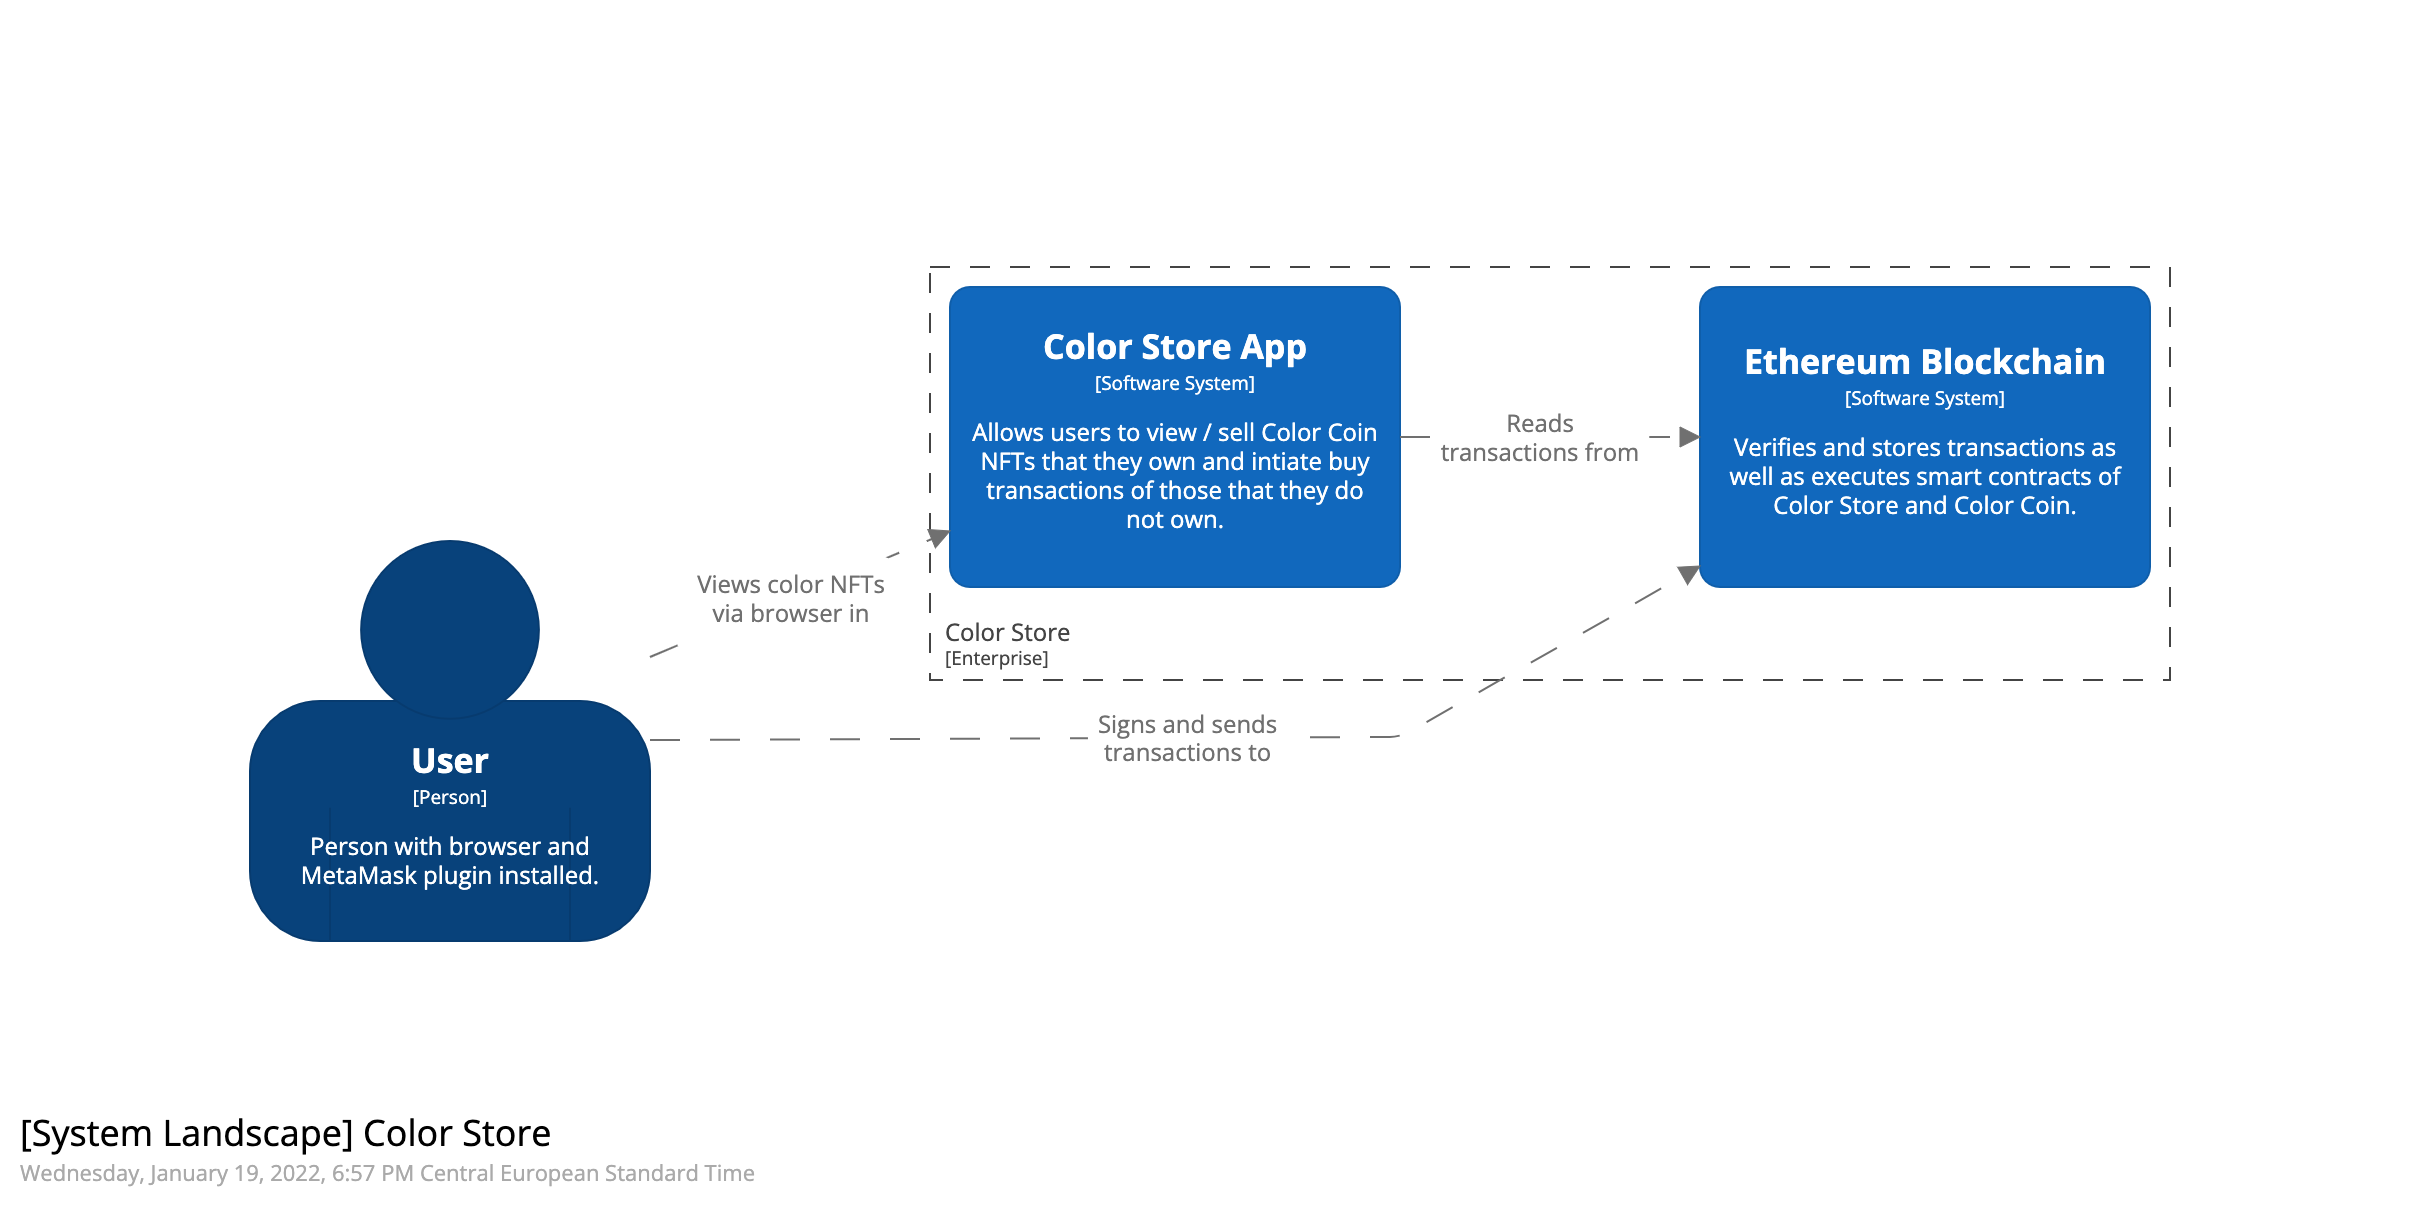 Color Store App
[Software System]
Allows users to view / sell Color Coin
NFTs that they own and intiate buy
transactions of those that they do
not own.
Reads
transactions from
Ethereum Blockchain
[Software System]
Verifies and stores transactions as
well as executes smart contracts of
Color Store and Color Coin.
Views color NFTs
via browser in
Color Store
[Enterprise]
Signs and sends
transactions to
User
[Person]
Person with browser and
MetaMask plugin installed.
[System Landscape] Color Store
Wednesday, January 19, 2022, 6:57 PM Central European Standard Time